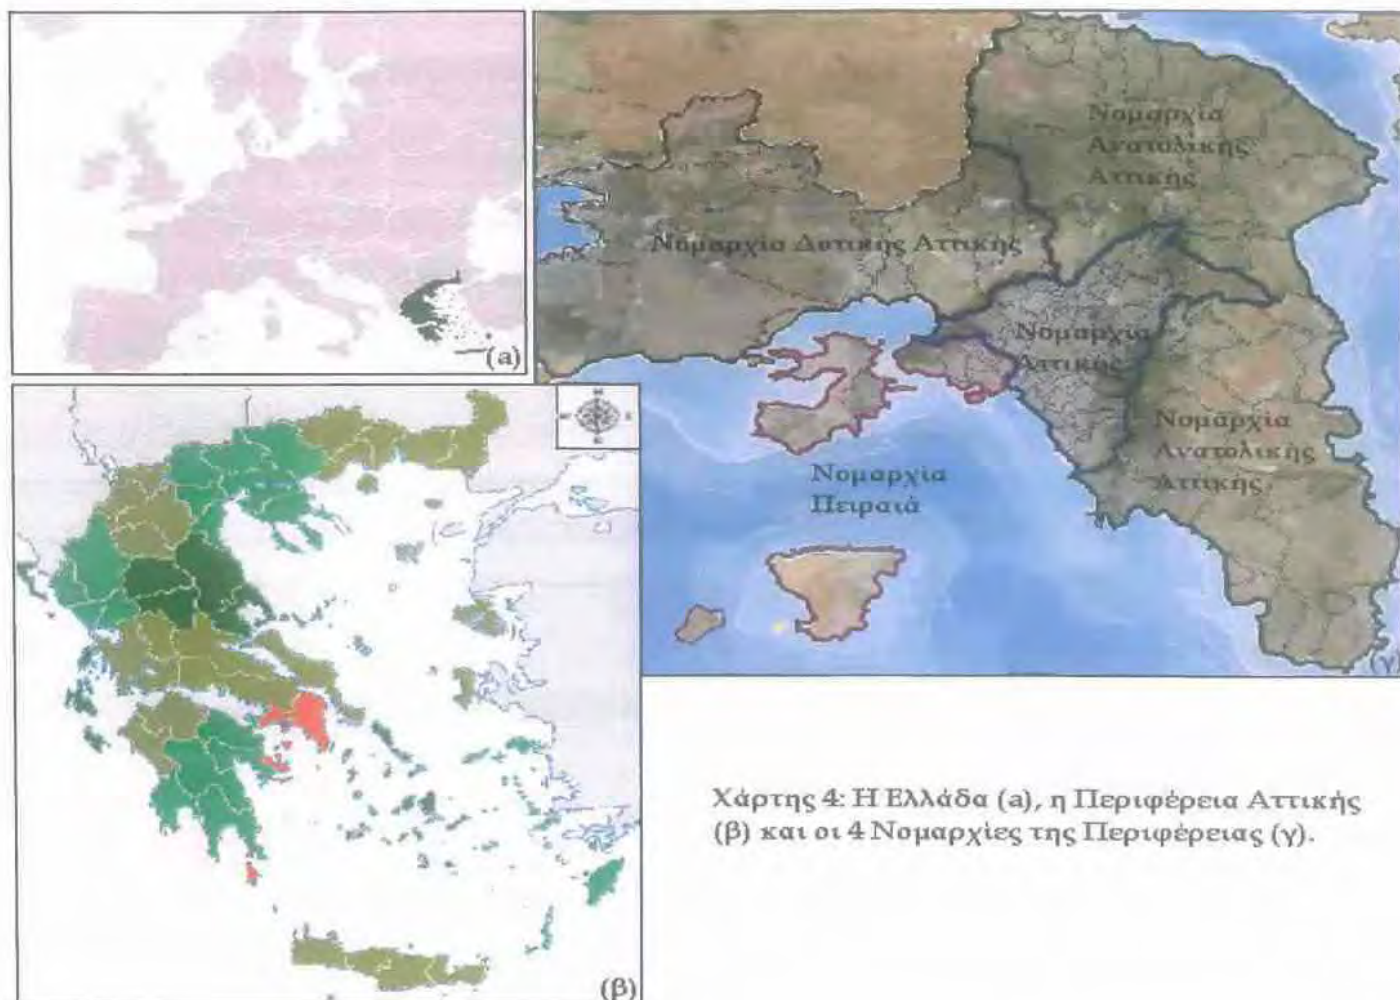 (a)
Νομαρχία
Ανατολικής
Αττικής
Νομαρχία Δυτικής Αττικής
Νομαρχία
Αττικής
Νομαρχία
Ανατολικής
Αττικής
Νομαρχία
Πειραιά
(β)
Χάρτης 4: Η Ελλάδα (a), η Περιφέρεια Αττικής
(β) και οι 4 Νομαρχίες της Περιφέρειας (γ).